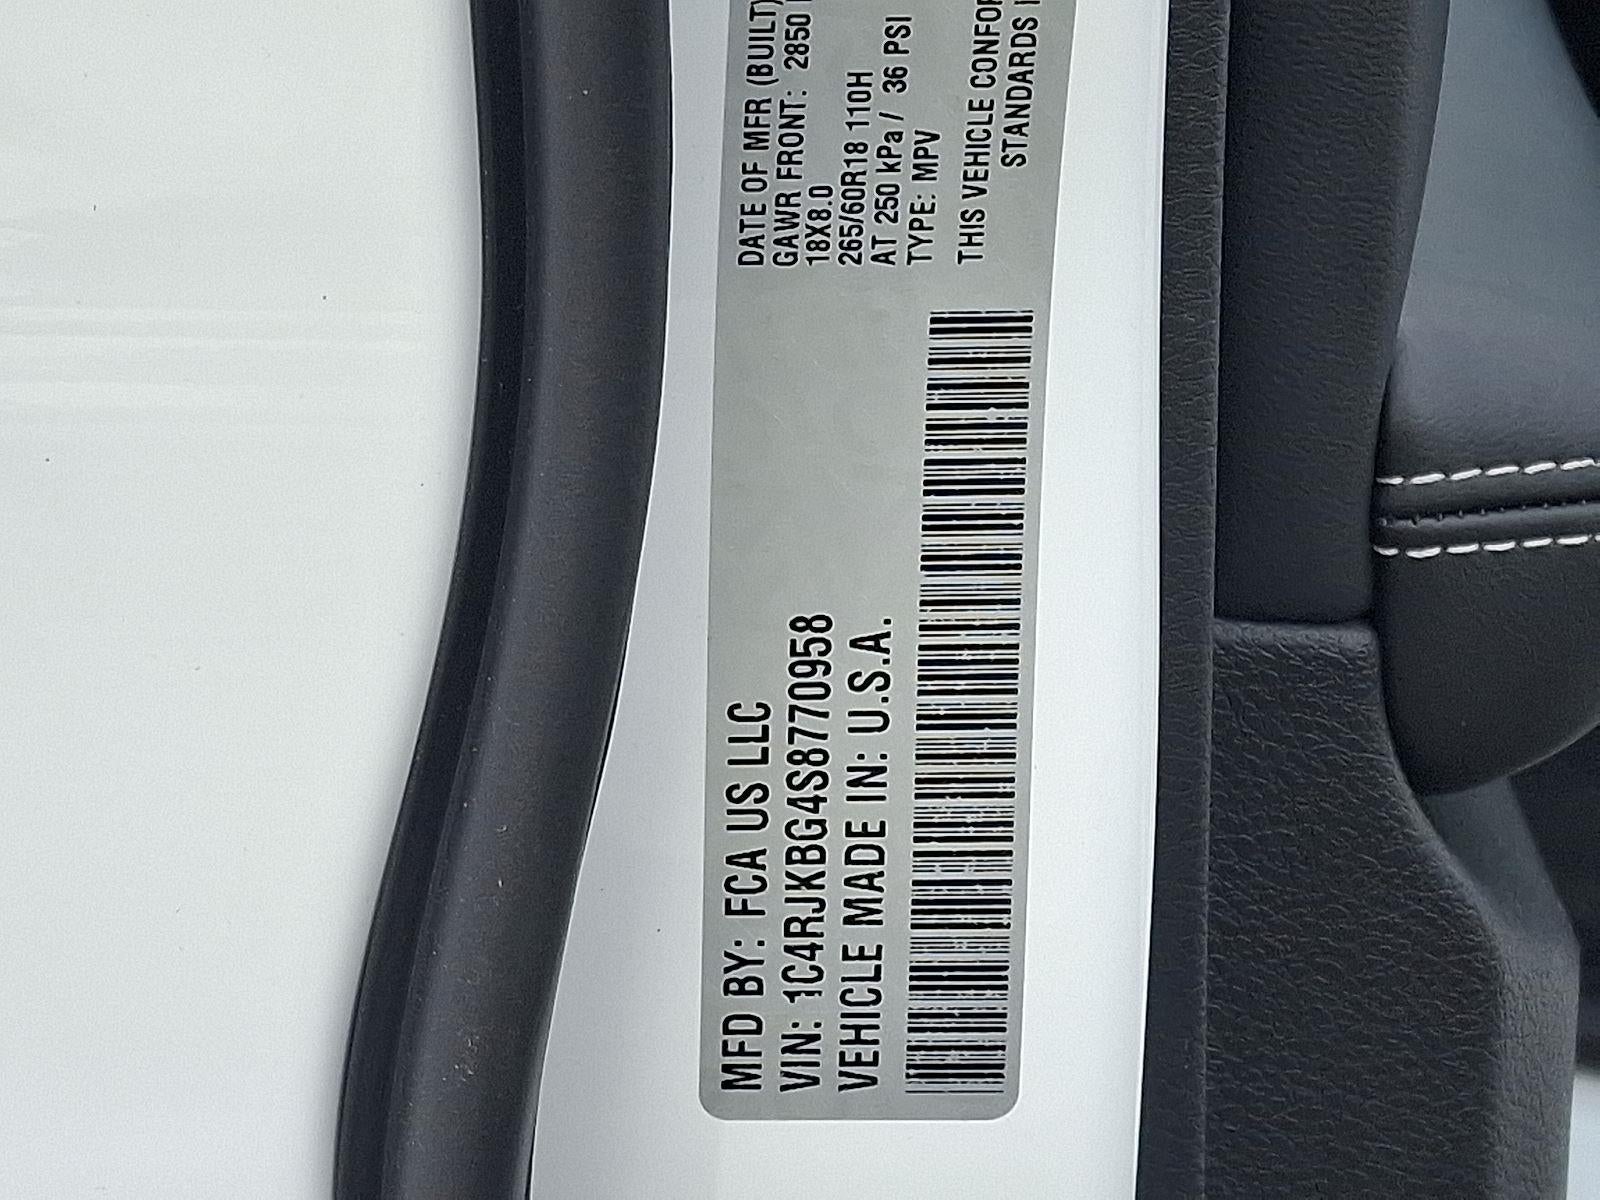 MFD BY: FCA US LLC
VIN: 1C4RJKBG4S8770958
VEHICLE MADE IN: U.S.A.
DATE OF MFR (BUILT)
GAWR FRONT: 2850
18X8.0
265/60R18 110H
AT 250 kPa / 36 PSI
TYPE: MPV
THIS VEHICLE CONFOR
STANDARDS